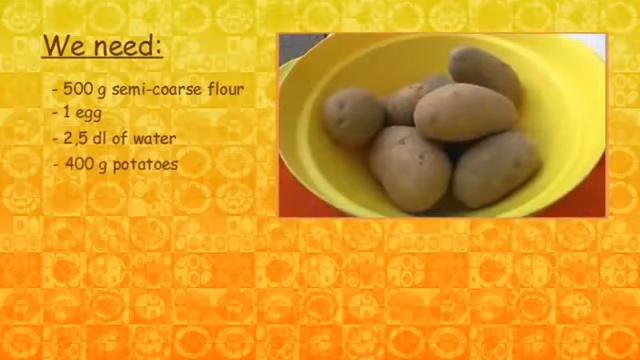 We need:
- 500 g semi-coarse flour
- 1 egg
- 2,5 dl of water
- 400 g potatoes